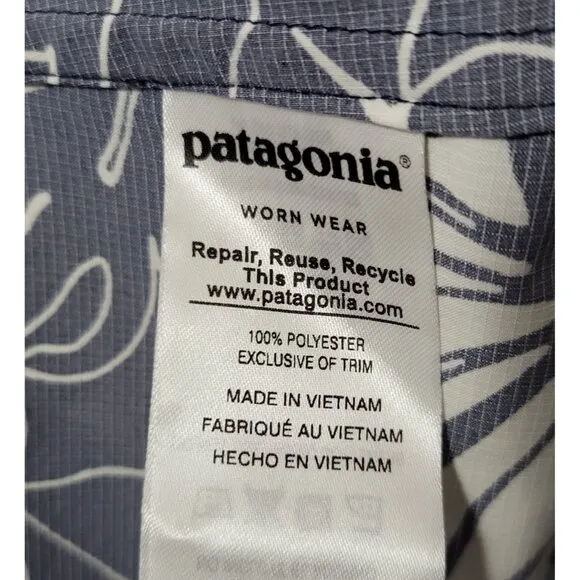 patagonia®
WORN WEAR
Repair, Reuse, Recycle
This Product
www.patagonia.com
100% POLYESTER
EXCLUSIVE OF TRIM
MADE IN VIETNAM
FABRIQUÉ AU VIETNAM
HECHO EN VIETNAM